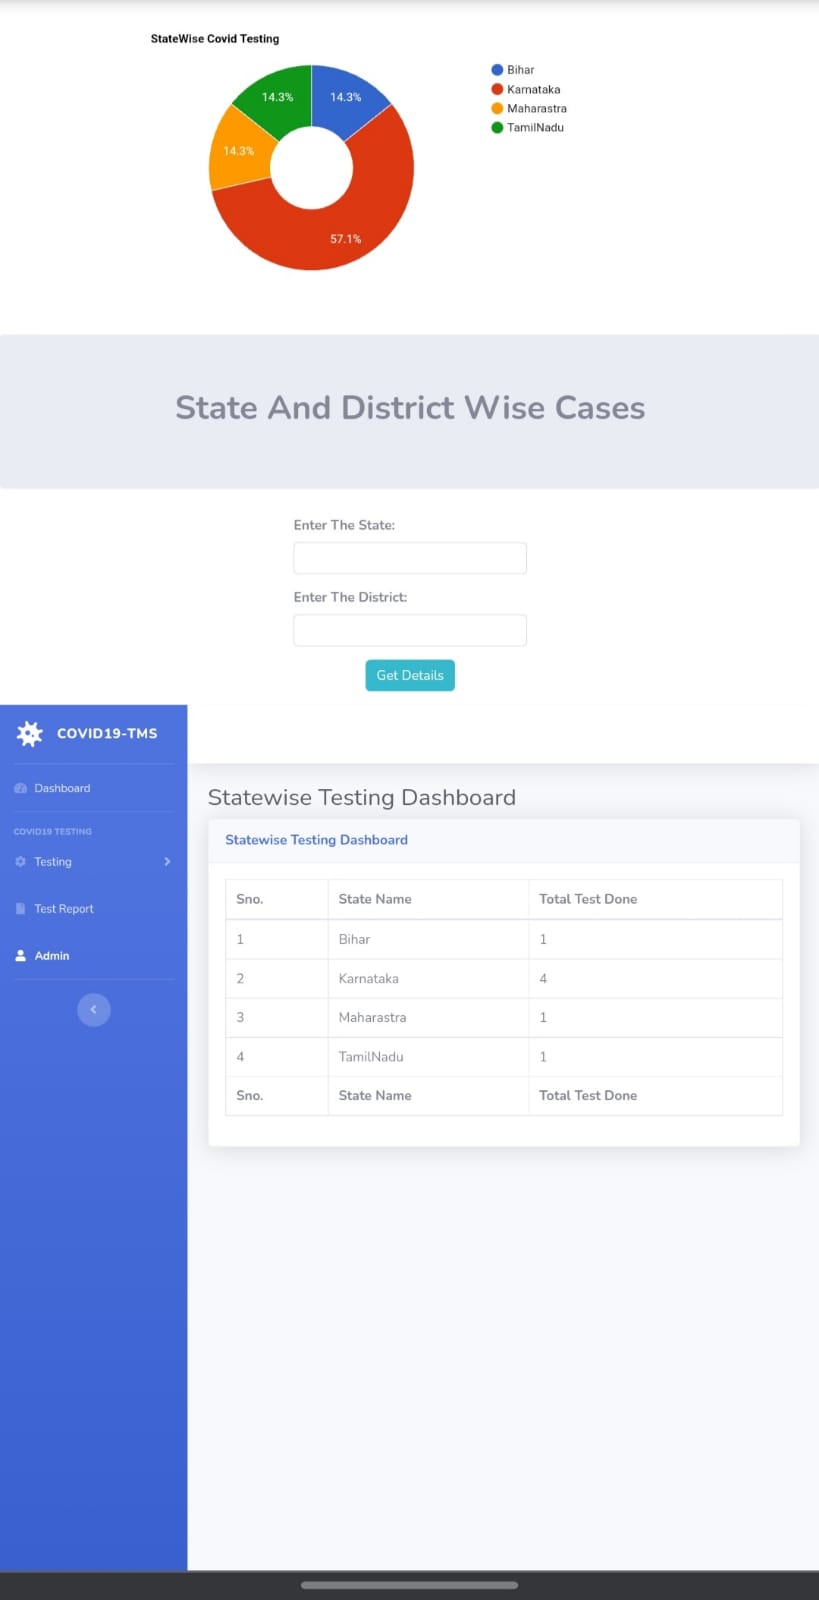 StateWise Covid Testing
Bihar
Karnataka
Maharastra
TamilNadu
14.3%
14.3%
14.3%
57.1%
State And District Wise Cases
Enter The State:
Enter The District:
Get Details
COVID19-TMS
Dashboard
COVID19 TESTING
Testing
Test Report
Admin
Statewise Testing Dashboard
Statewise Testing Dashboard
Sno. State Name Total Test Done
1 Bihar 1
2 Karnataka 4
3 Maharastra 1
4 TamilNadu 1
Sno. State Name Total Test Done